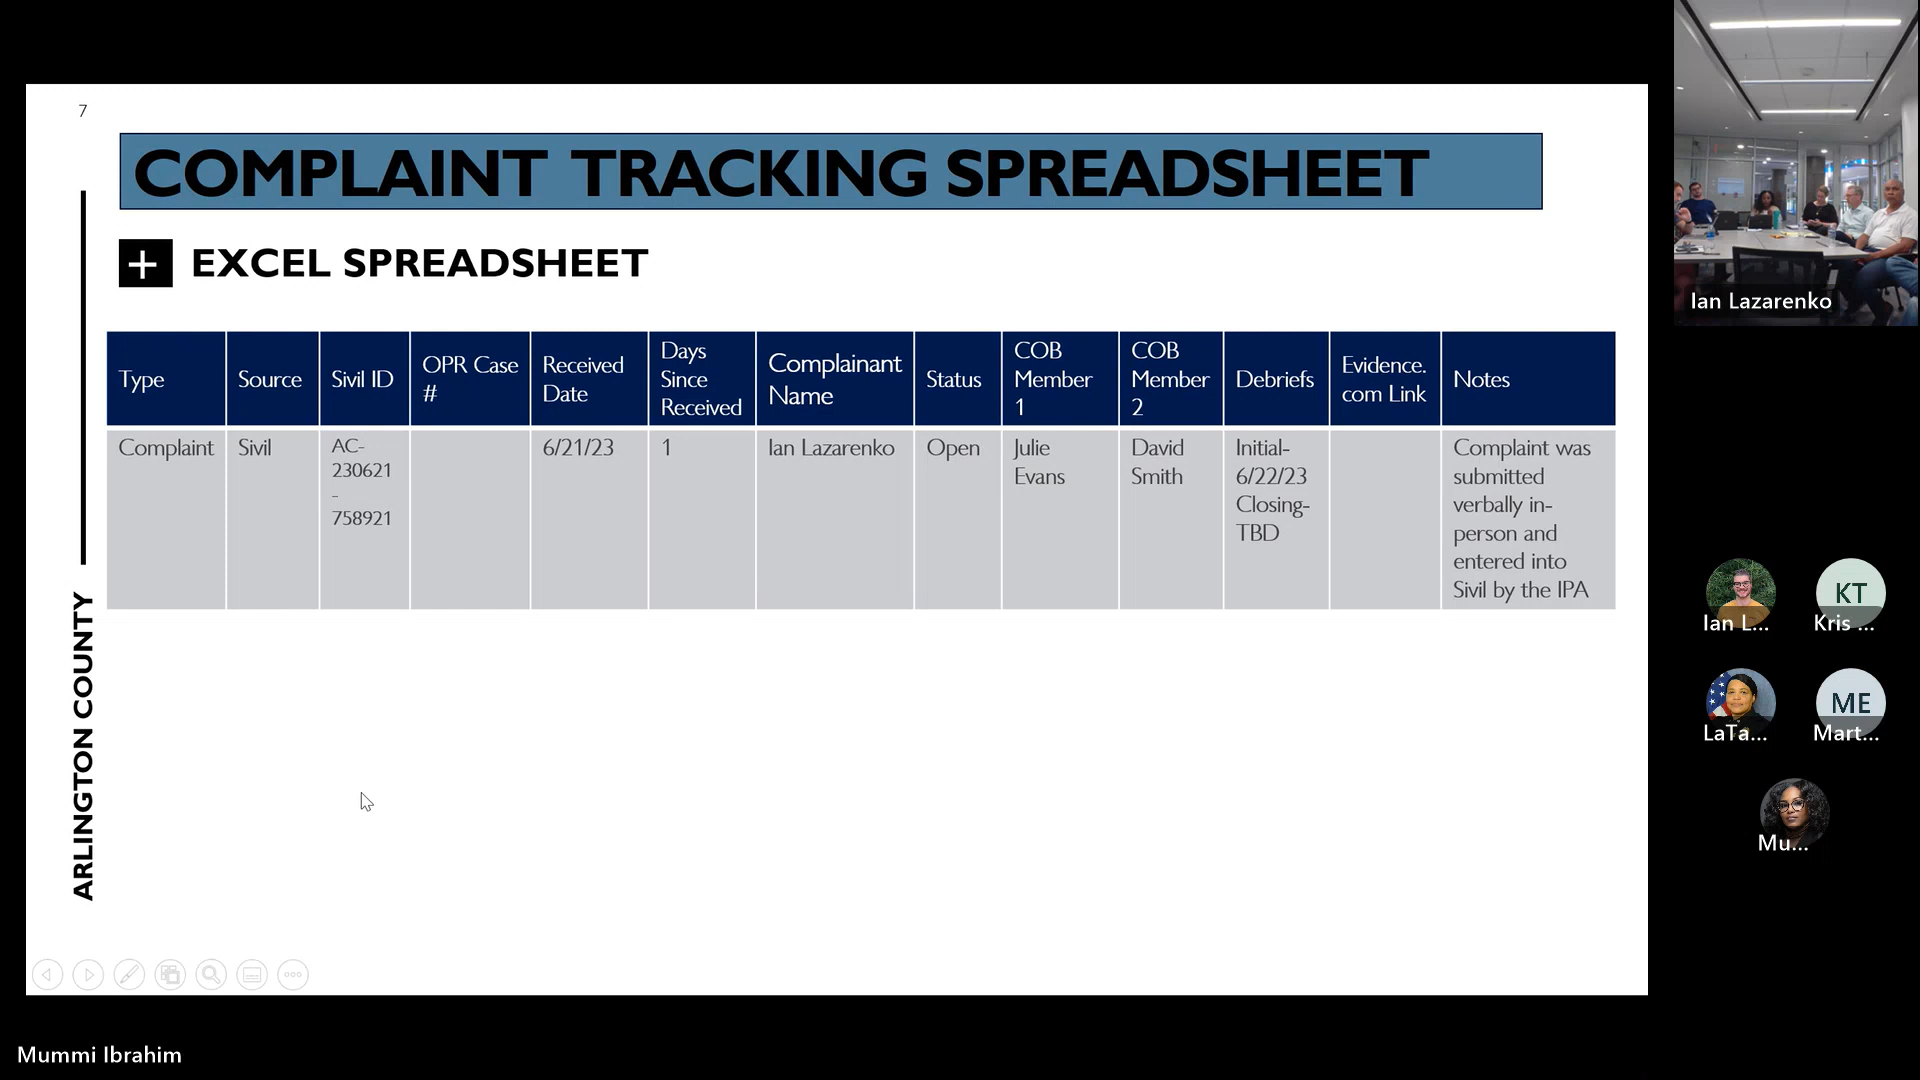 7
COMPLAINT TRACKING SPREADSHEET
+ EXCEL SPREADSHEET
Type
Source
Sivil ID
OPR Case
#
Received
Date
Days
Since
Received
Complainant
Name
Status
COB
Member
1
COB
Member
2
Debriefs
Evidence.
com Link
Notes
Complaint
Sivil
AC-
230621
-
758921
6/21/23
1
Ian Lazarenko
Open
Julie
Evans
David
Smith
Initial-
6/22/23
Closing-
TBD
Complaint was
submitted
verbally in-
person and
entered into
Sivil by the IPA
ARLINGTON COUNTY
Ian Lazarenko
Ian L...
KT
Kris ...
LaTa...
ME
Mart...
Mu...
Mummi Ibrahim